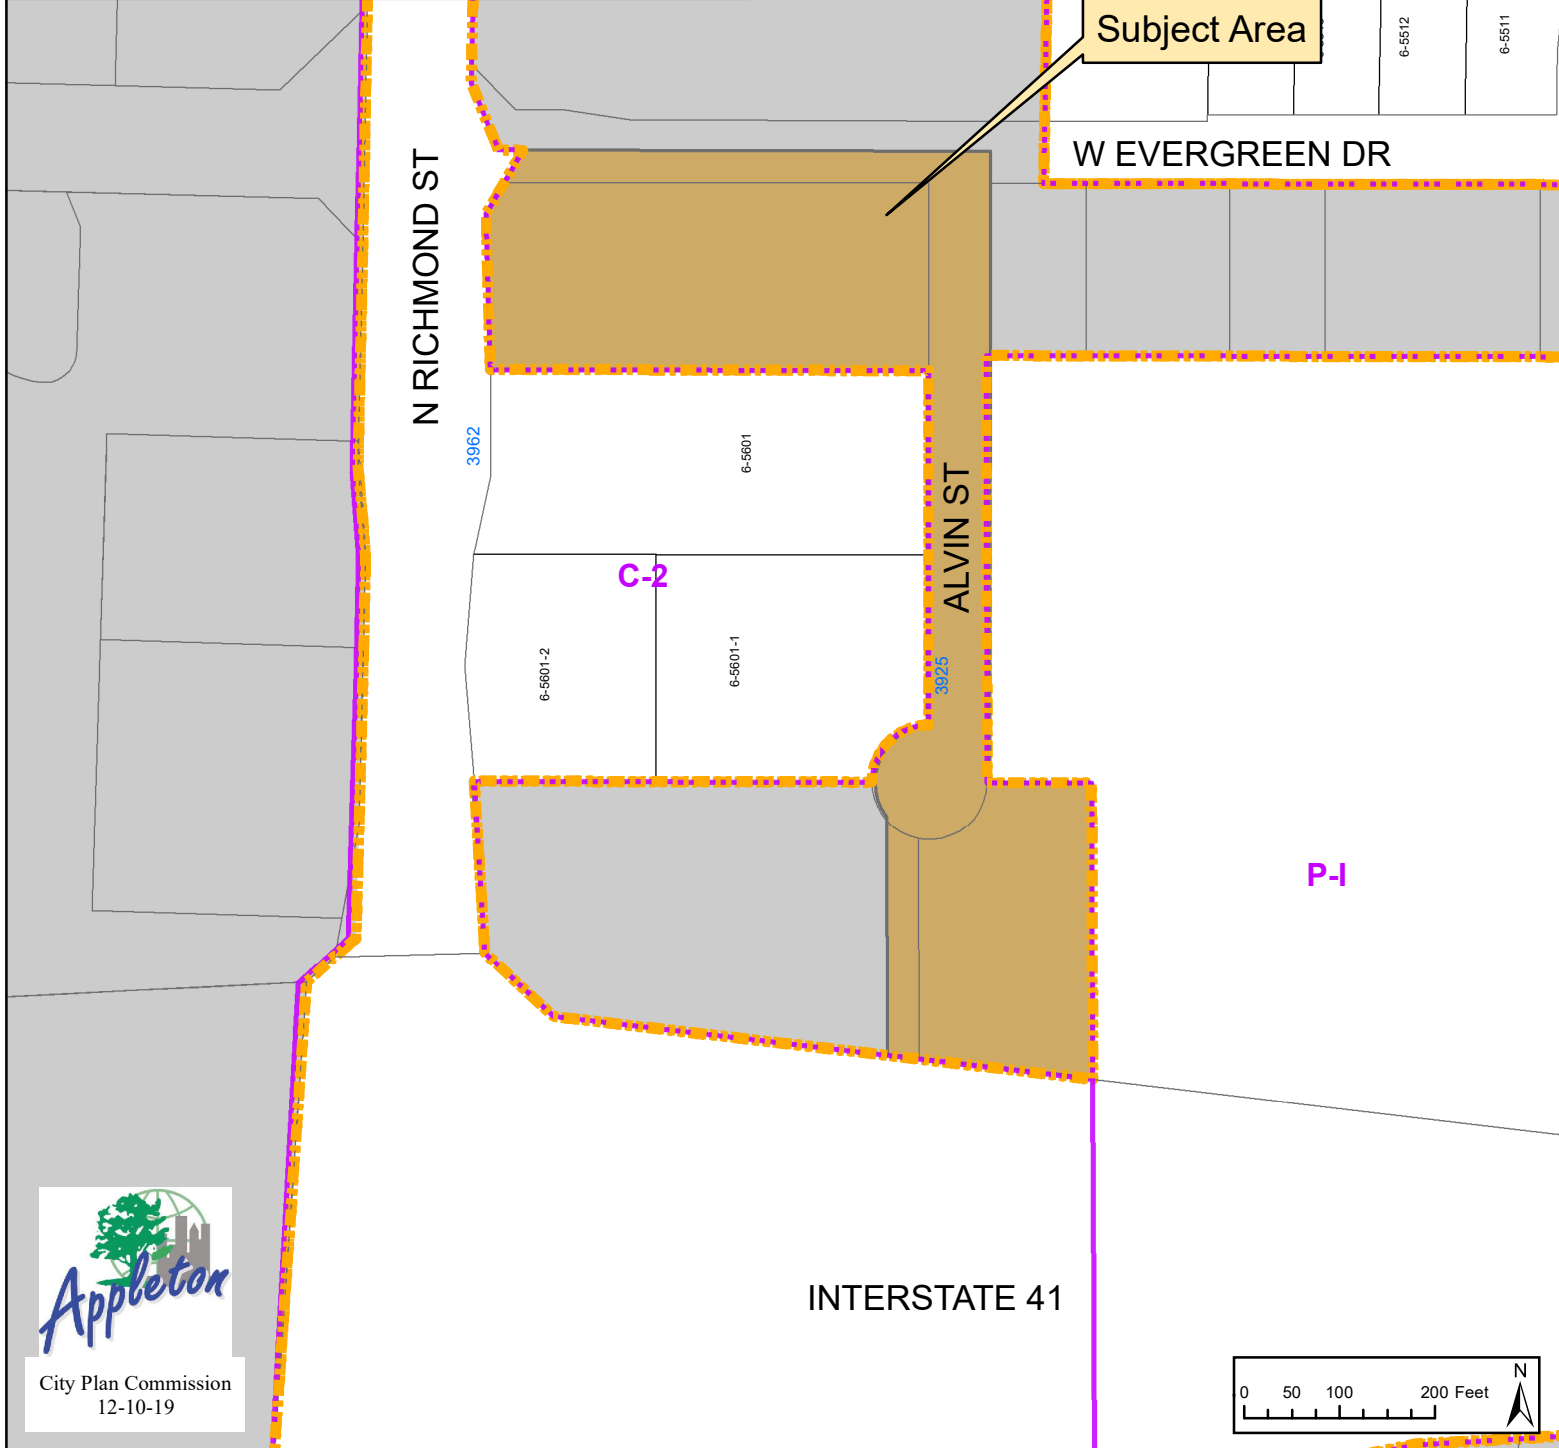 Subject Area
6-5512
6-5511
W EVERGREEN DR
N RICHMOND ST
3962
6-5601
ALVIN ST
C-2
6-5601-2
6-5601-1
3925
P-I
Appleton
City Plan Commission
12-10-19
INTERSTATE 41
N
0 50 100 200 Feet